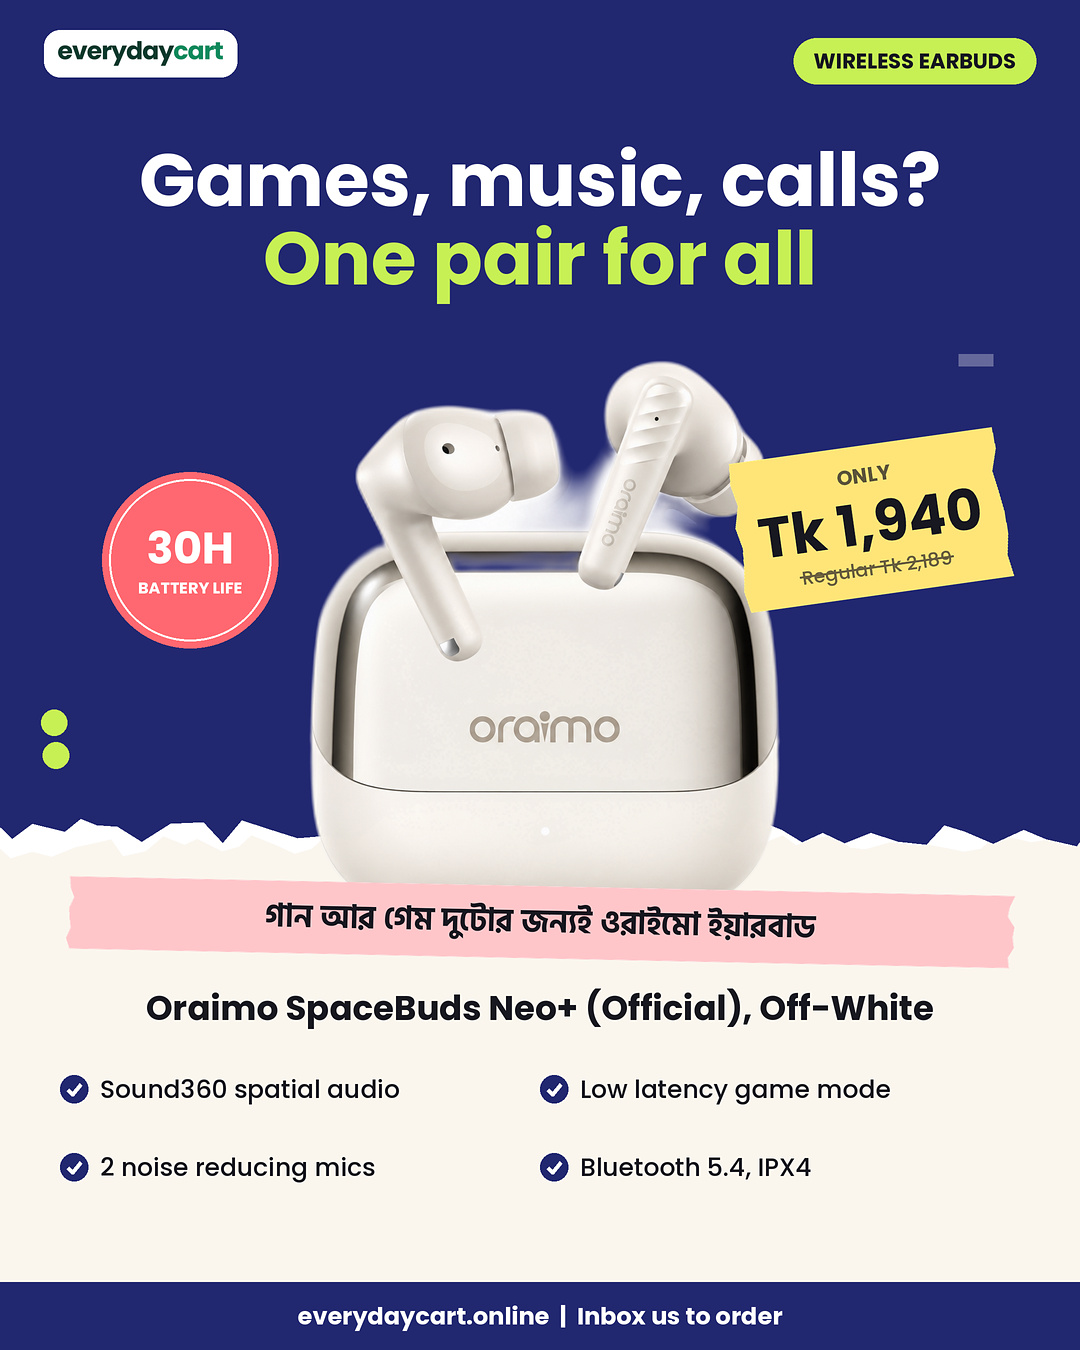 everydaycart
WIRELESS EARBUDS
Games, music, calls?
One pair for all
oraimo
ONLY
Tk 1,940
Regular Tk 2,189
30H
BATTERY LIFE
oraimo
গান আর গেম দুটোর জন্যই ওরাইমো ইয়ারবাড
Oraimo SpaceBuds Neo+ (Official), Off-White
Sound360 spatial audio
Low latency game mode
2 noise reducing mics
Bluetooth 5.4, IPX4
everydaycart.online | Inbox us to order